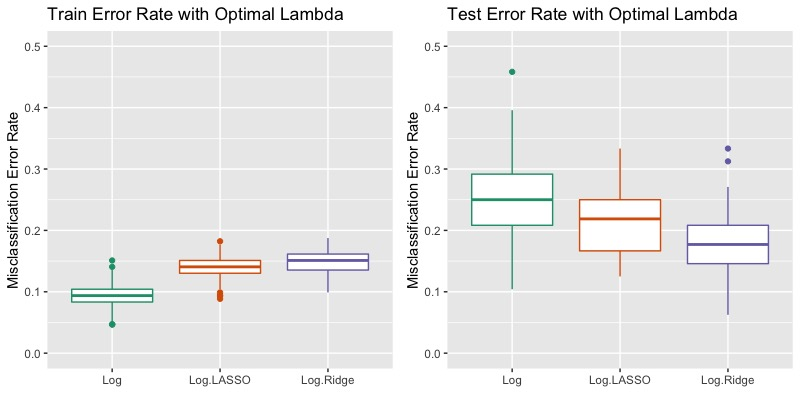 Train Error Rate with Optimal Lambda
Misclassification Error Rate
0.5
0.4
0.3
0.2
0.1
0.0
Log
Log.LASSO
Log.Ridge
Test Error Rate with Optimal Lambda
Misclassification Error Rate
0.5
0.4
0.3
0.2
0.1
0.0
Log
Log.LASSO
Log.Ridge